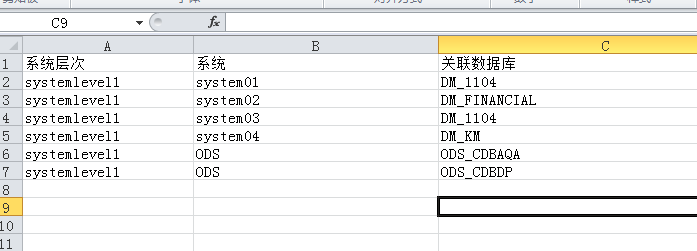 C9 fx
A B C
1 系统层次 系统 关联数据库
2 systemlevel1 system01 DM_1104
3 systemlevel1 system02 DM_FINANCIAL
4 systemlevel1 system03 DM_1104
5 systemlevel1 system04 DM_KM
6 systemlevel1 ODS ODS_CDBAQA
7 systemlevel1 ODS ODS_CDBDP
8
9
10
11